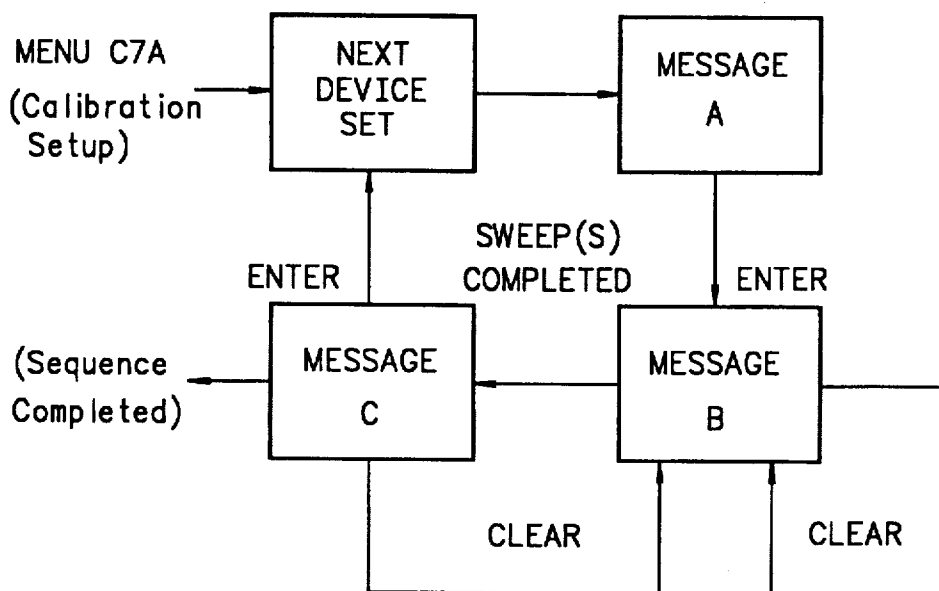 MENU C7A
(Calibration
Setup)
NEXT
DEVICE
SET
MESSAGE
A
ENTER
SWEEP(S)
COMPLETED
ENTER
(Sequence
Completed)
MESSAGE
C
MESSAGE
B
CLEAR
CLEAR